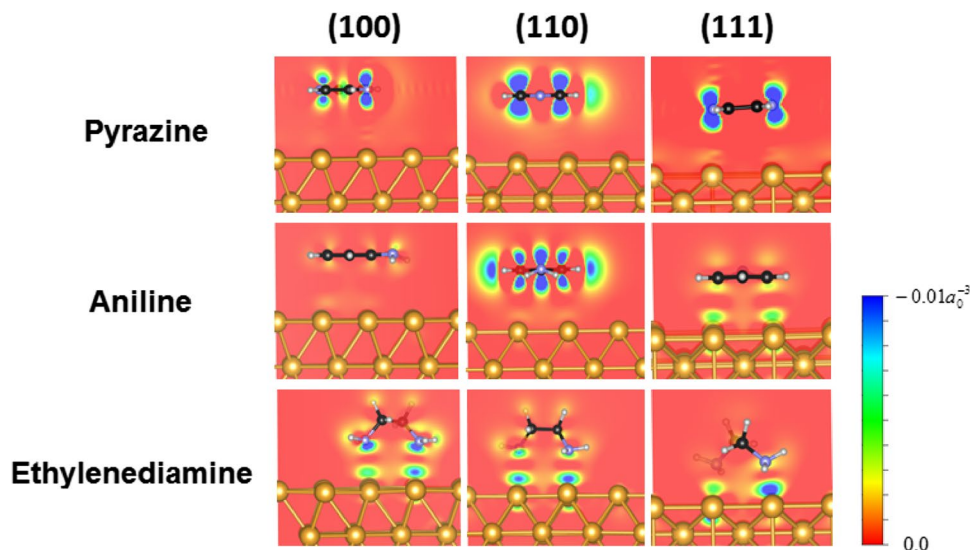 (100) (110) (111)
Pyrazine
Aniline
−0.01a₀⁻³
Ethylenediamine
0.0